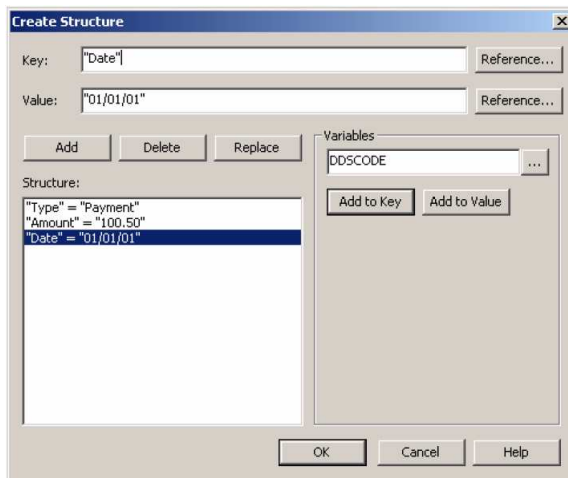 Create Structure
Key: "Date" Reference...
Value: "01/01/01" Reference...
Add Delete Replace
Variables
DDSCODE ...
Add to Key Add to Value
Structure:
"Type" = "Payment"
"Amount" = "100.50"
"Date" = "01/01/01"
OK Cancel Help